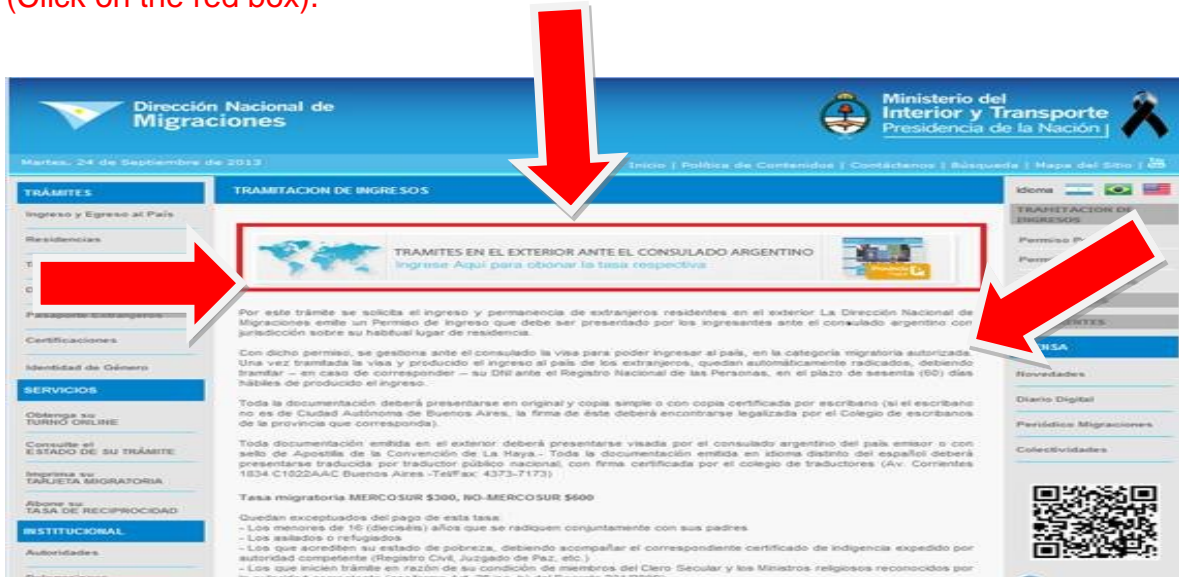 (Click on the red box).
Dirección Nacional de
Migraciones
Ministerio del
Interior y Transporte
Presidencia de la Nación
Martes, 24 de Septiembre de 2013
Inicio | Política de Contenidos | Contáctenos | Búsqueda | Mapa del Sitio |
TRÁMITES
Ingreso y Egreso al País
Residencias
Pasaporte Extranjeros
Certificaciones
Identidad de Género
SERVICIOS
Obtenga su
TURNO ONLINE
Consulte el
ESTADO DE SU TRÁMITE
Imprima su
TARJETA MIGRATORIA
Abone su
TASA DE RECIPROCIDAD
INSTITUCIONAL
Autoridades
TRAMITACION DE INGRESOS
TRAMITES EN EL EXTERIOR ANTE EL CONSULADO ARGENTINO
Ingrese Aquí para obionar la tasa respectiva
Por este trámite se solicita el ingreso y permanencia de extranjeros residentes en el exterior La Dirección Nacional de
Migraciones emite un Permiso de Ingreso que debe ser presentado por los ingresantes ante el consulado argentino con
jurisdicción sobre su habitual lugar de residencia.
Con dicho permiso, se gestiona ante el consulado la visa para poder ingresar al país, en la categoría migratoria autorizada.
Una vez tramitada la visa y producido el ingreso al país de los extranjeros, quedan automáticamente radicados, debiendo
tramitar – en caso de corresponder – su DNI ante el Registro Nacional de las Personas, en el plazo de sesenta (60) días
hábiles de producido el ingreso.
Toda la documentación deberá presentarse en original y copia simple o con copia certificada por escribano (si el escribano
no es de Ciudad Autónoma de Buenos Aires, la firma de éste deberá encontrarse legalizada por el Colegio de escribanos
de la provincia que corresponda).
Toda documentación emitida en el exterior deberá presentarse visada por el consulado argentino del país emisor o con
sello de Apostilla de la Convención de La Haya.- Toda la documentación emitida en idioma distinto del español deberá
presentarse traducida por traductor público nacional, con firma certificada por el colegio de traductores (Av. Corrientes
1834 C1022AAC Buenos Aires -Tel/Fax: 4373-7173)
Tasa migratoria MERCOSUR $300, NO-MERCOSUR $600
Quedan exceptuados del pago de esta tasa:
- Los menores de 16 (dieciséis) años que se radiquen conjuntamente con sus padres
- Los asilados o refugiados
- Los que acrediten su estado de pobreza, debiendo acompañar el correspondiente certificado de indigencia expedido por
autoridad competente (Registro Civil, Juzgado de Paz, etc.)
- Los que inicien trámite en razón de su condición de miembros del Clero Secular y los Ministros religiosos reconocidos por
Idioma
TRAMITACION DE
INGRESOS
Novedades
Diario Digital
Periódico Migraciones
Colectividades